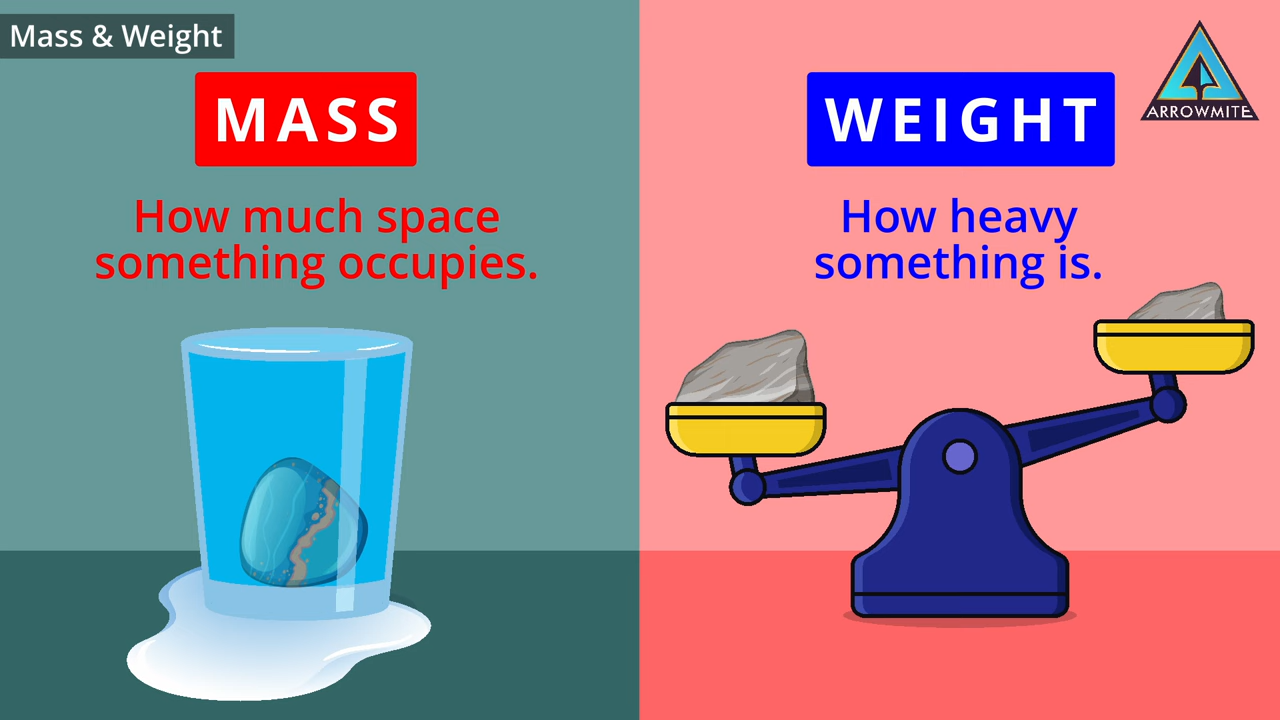 Mass & Weight
MASS
How much space
something occupies.
WEIGHT
How heavy
something is.
ARROWMITE